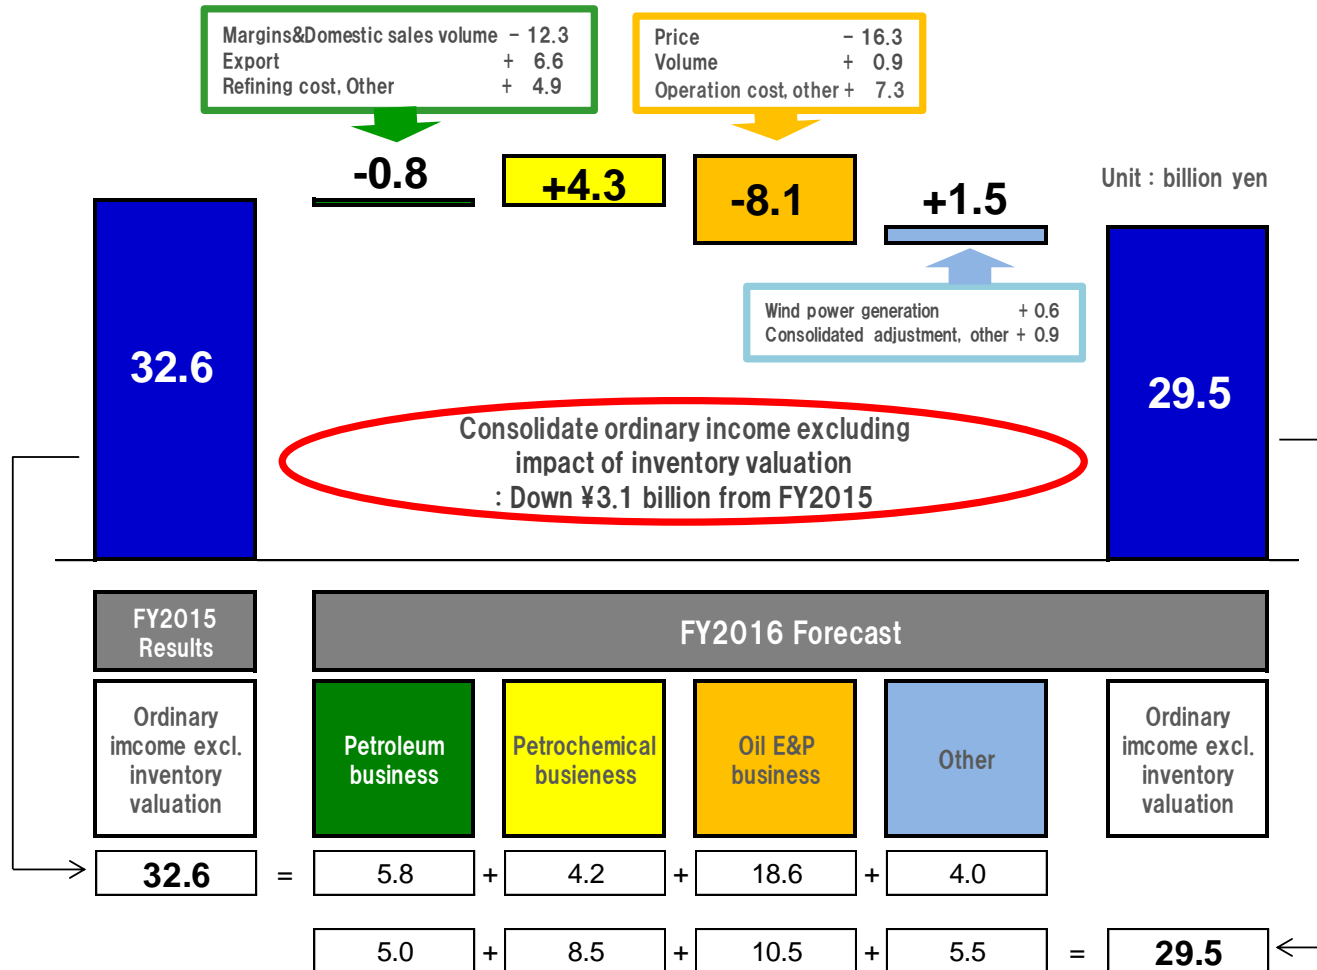 Margins&Domestic sales volume - 12.3
Export + 6.6
Refining cost, Other + 4.9
Price - 16.3
Volume + 0.9
Operation cost, other + 7.3
-0.8
+4.3
-8.1
+1.5
Unit : billion yen
Wind power generation + 0.6
Consolidated adjustment, other + 0.9
32.6
29.5
Consolidate ordinary income excluding
impact of inventory valuation
: Down ¥3.1 billion from FY2015
FY2015
Results
FY2016 Forecast
Ordinary
imcome excl.
inventory
valuation
Petroleum
business
Petrochemical
busieness
Oil E&P
business
Other
Ordinary
imcome excl.
inventory
valuation
32.6 = 5.8 + 4.2 + 18.6 + 4.0
5.0 + 8.5 + 10.5 + 5.5 = 29.5